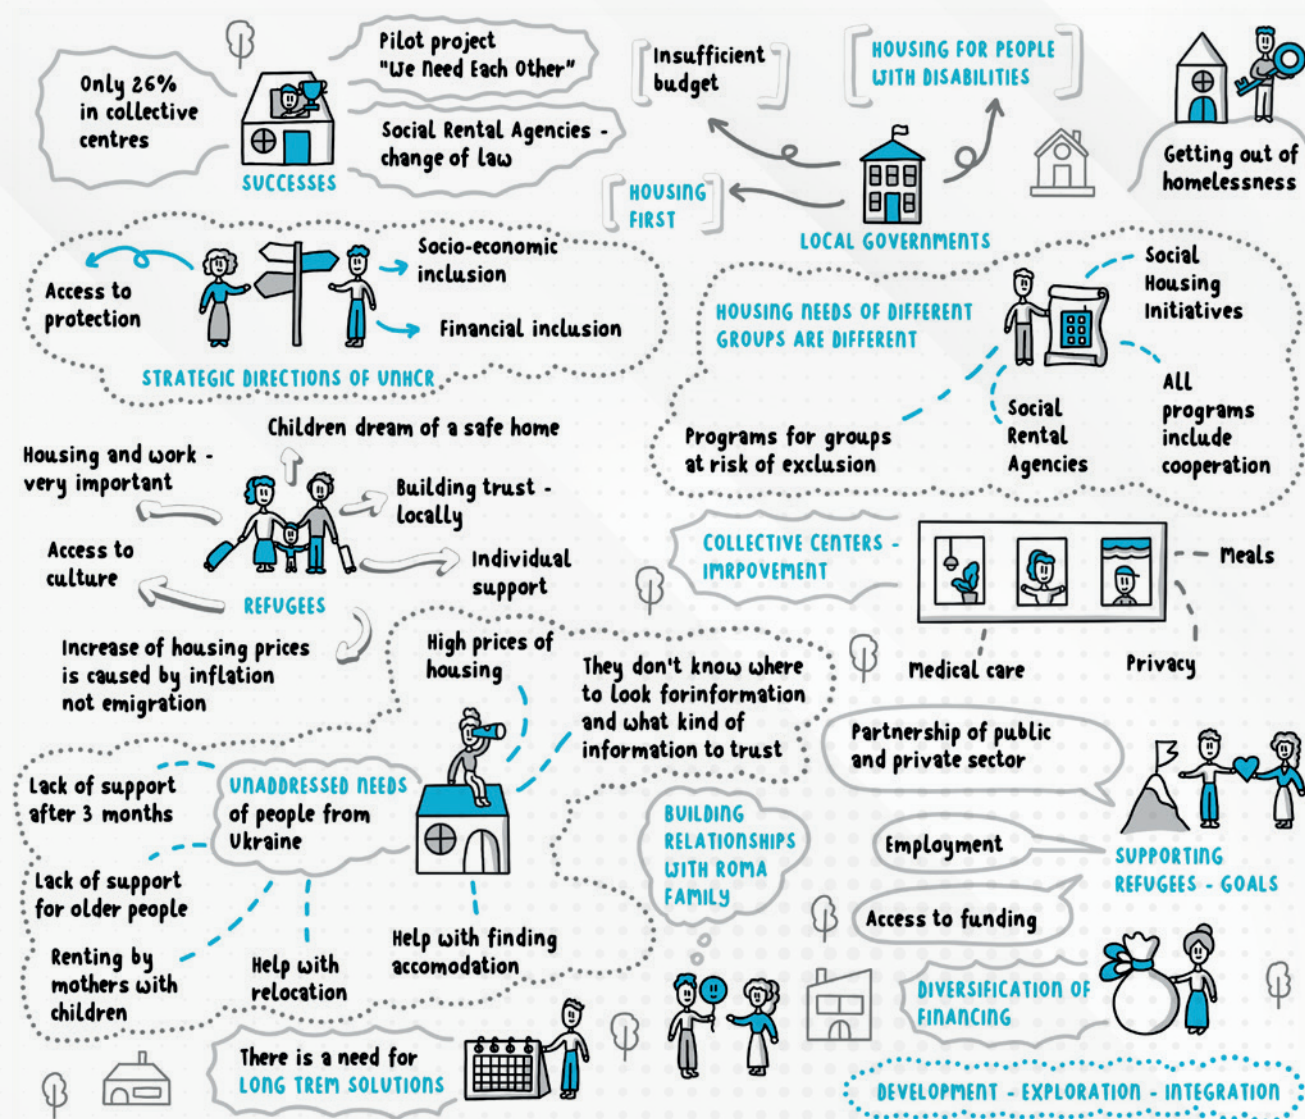 Only 26%
in collective
centres
Pilot project
"We Need Each Other"
Social Rental Agencies -
change of law
SUCCESSES
Insufficient
budget
HOUSING FOR PEOPLE
WITH DISABILITIES
HOUSING
FIRST
LOCAL GOVERNMENTS
Getting out of
homelessness
Access to
protection
Socio-economic
inclusion
Financial inclusion
STRATEGIC DIRECTIONS OF UNHCR
HOUSING NEEDS OF DIFFERENT
GROUPS ARE DIFFERENT
Social
Housing
Initiatives
Programs for groups
at risk of exclusion
Social
Rental
Agencies
All
programs
include
cooperation
Children dream of a safe home
Housing and work -
very important
Building trust -
locally
Access to
culture
Individual
support
REFUGEES
Increase of housing prices
is caused by inflation
not emigration
COLLECTIVE CENTERS -
IMRPOVEMENT
Meals
Medical care
Privacy
High prices of
housing
They don't know where
to look forinformation
and what kind of
information to trust
Lack of support
after 3 months
UNADDRESSED NEEDS
of people from
Ukraine
Lack of support
for older people
Renting by
mothers with
children
Help with
relocation
Help with finding
accomodation
BUILDING
RELATIONSHIPS
WITH ROMA
FAMILY
Partnership of public
and private sector
Employment
Access to funding
SUPPORTING
REFUGEES - GOALS
DIVERSIFICATION OF
FINANCING
There is a need for
LONG TREM SOLUTIONS
DEVELOPMENT - EXPLORATION - INTEGRATION